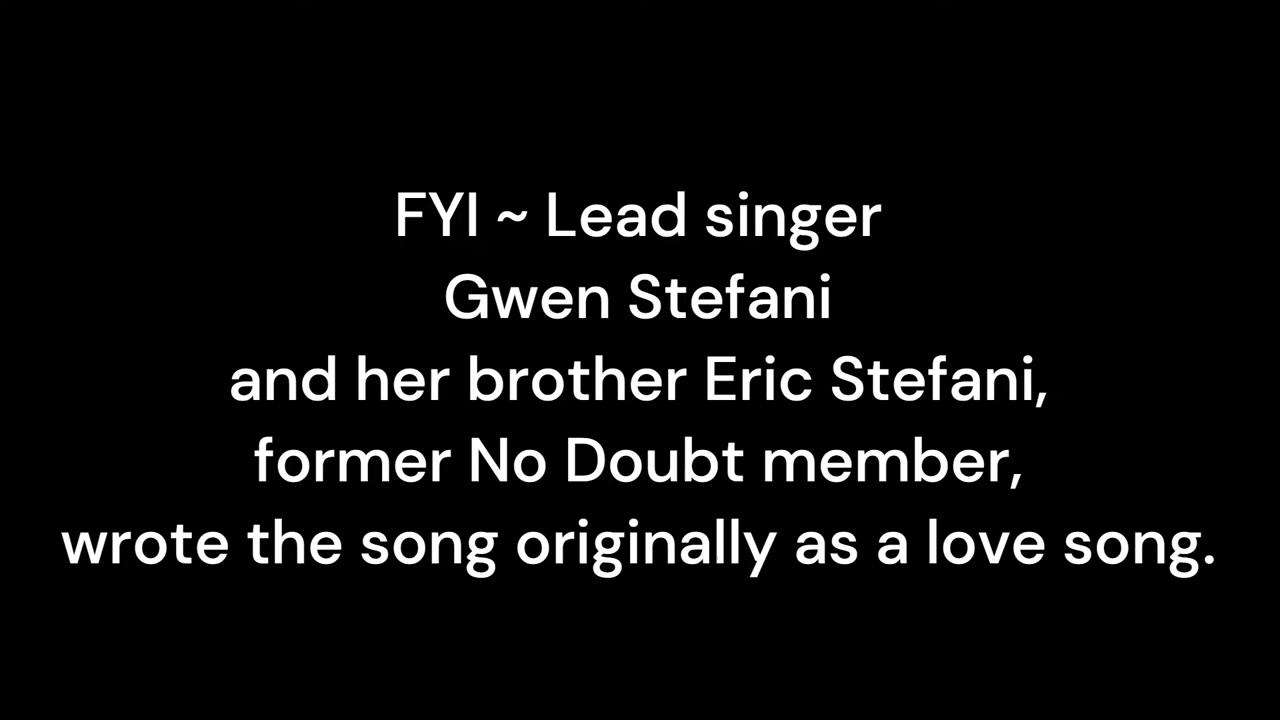 FYI ~ Lead singer
Gwen Stefani
and her brother Eric Stefani,
former No Doubt member,
wrote the song originally as a love song.